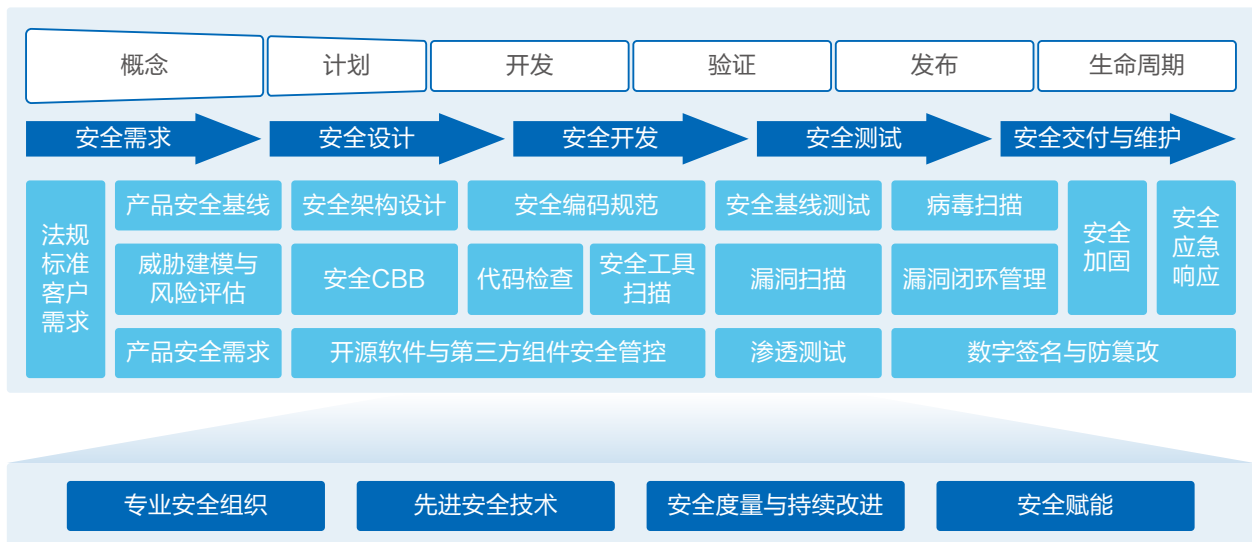 概念
计划
开发
验证
发布
生命周期
安全需求
安全设计
安全开发
安全测试
安全交付与维护
法规
标准
客户
需求
产品安全基线
安全架构设计
安全编码规范
安全基线测试
病毒扫描
安全
加固
安全
应急
响应
威胁建模与
风险评估
安全CBB
代码检查
安全工具
扫描
漏洞扫描
漏洞闭环管理
产品安全需求
开源软件与第三方组件安全管控
渗透测试
数字签名与防篡改
专业安全组织
先进安全技术
安全度量与持续改进
安全赋能